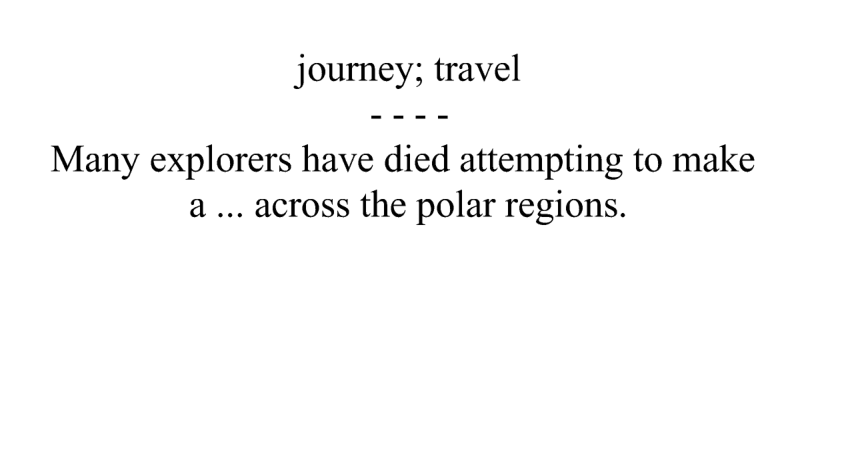 journey; travel
- - - -
Many explorers have died attempting to make
a ... across the polar regions.